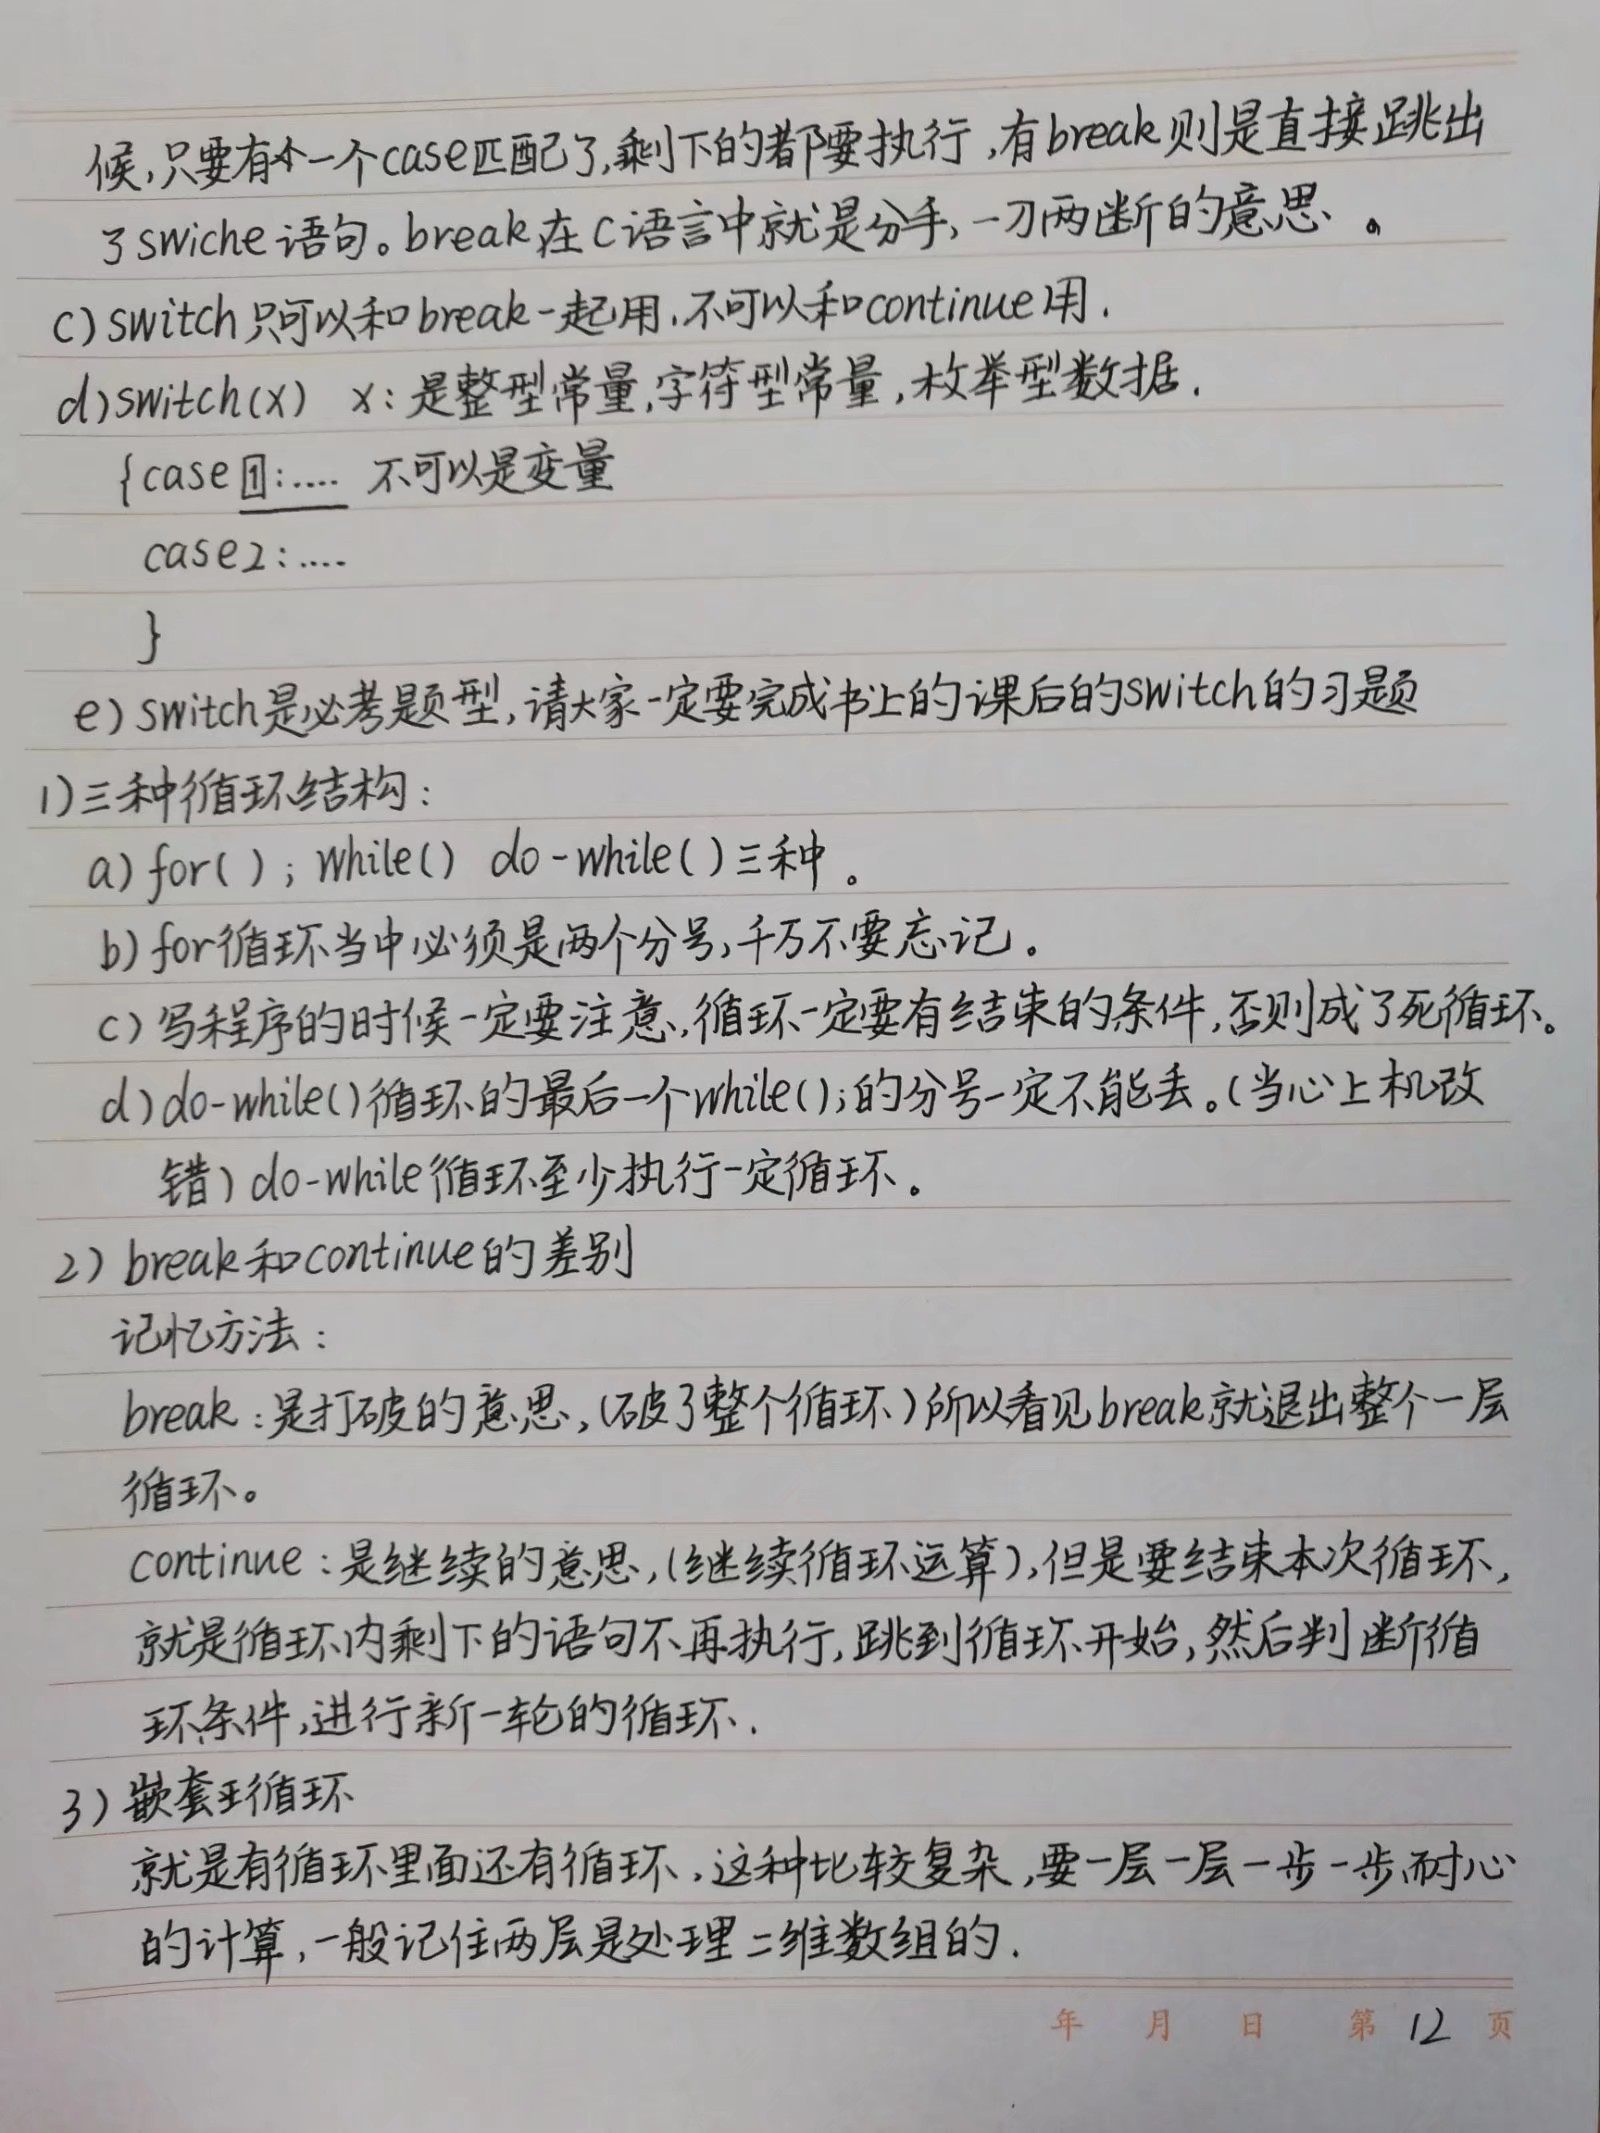 候,只要有个一个case匹配了,剩下的都要执行,有break则是直接跳出
了swiche语句。break在C语言中就是分手,一刀两断的意思。
c)switch只可以和break一起用,不可以和continue用.
d)switch(x) x:是整型常量,字符型常量,枚举型数据.
{case 1:.... 不可以是变量
case2:....
}
e)switch是必考题型,请大家一定要完成书上的课后的switch的习题
1)三种循环结构:
a)for( ); while() do-while()三种。
b)for循环当中必须是两个分号,千万不要忘记。
c)写程序的时候一定要注意,循环一定要有结束的条件,否则成了死循环。
d)do-while()循环的最后一个while();的分号一定不能丢。(当心上机改
错)do-while循环至少执行一定循环。
2)break和continue的差别
记忆方法:
break:是打破的意思,(破了整个循环)所以看见break就退出整个一层
循环。
continue:是继续的意思,(继续循环运算),但是要结束本次循环,
就是循环内剩下的语句不再执行,跳到循环开始,然后判断循
环条件,进行新一轮的循环.
3)嵌套循环
就是有循环里面还有循环,这种比较复杂,要一层一层一步一步耐心
的计算,一般记住两层是处理二维数组的.
年 月 日 第 12 页